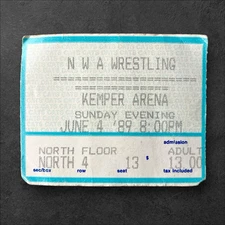 NWA WRESTLING
KEMPER ARENA
SUNDAY EVENING
JUNE 4 '89 8:00PM
admission
NORTH FLOOR $ ADULT
NORTH 4 13 13.00
sec/box row seat tax included